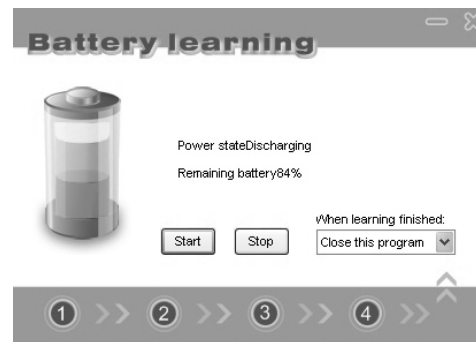 Battery learning
Power stateDischarging
Remaining battery84%
When learning finished:
Start Stop Close this program
1 2 3 4